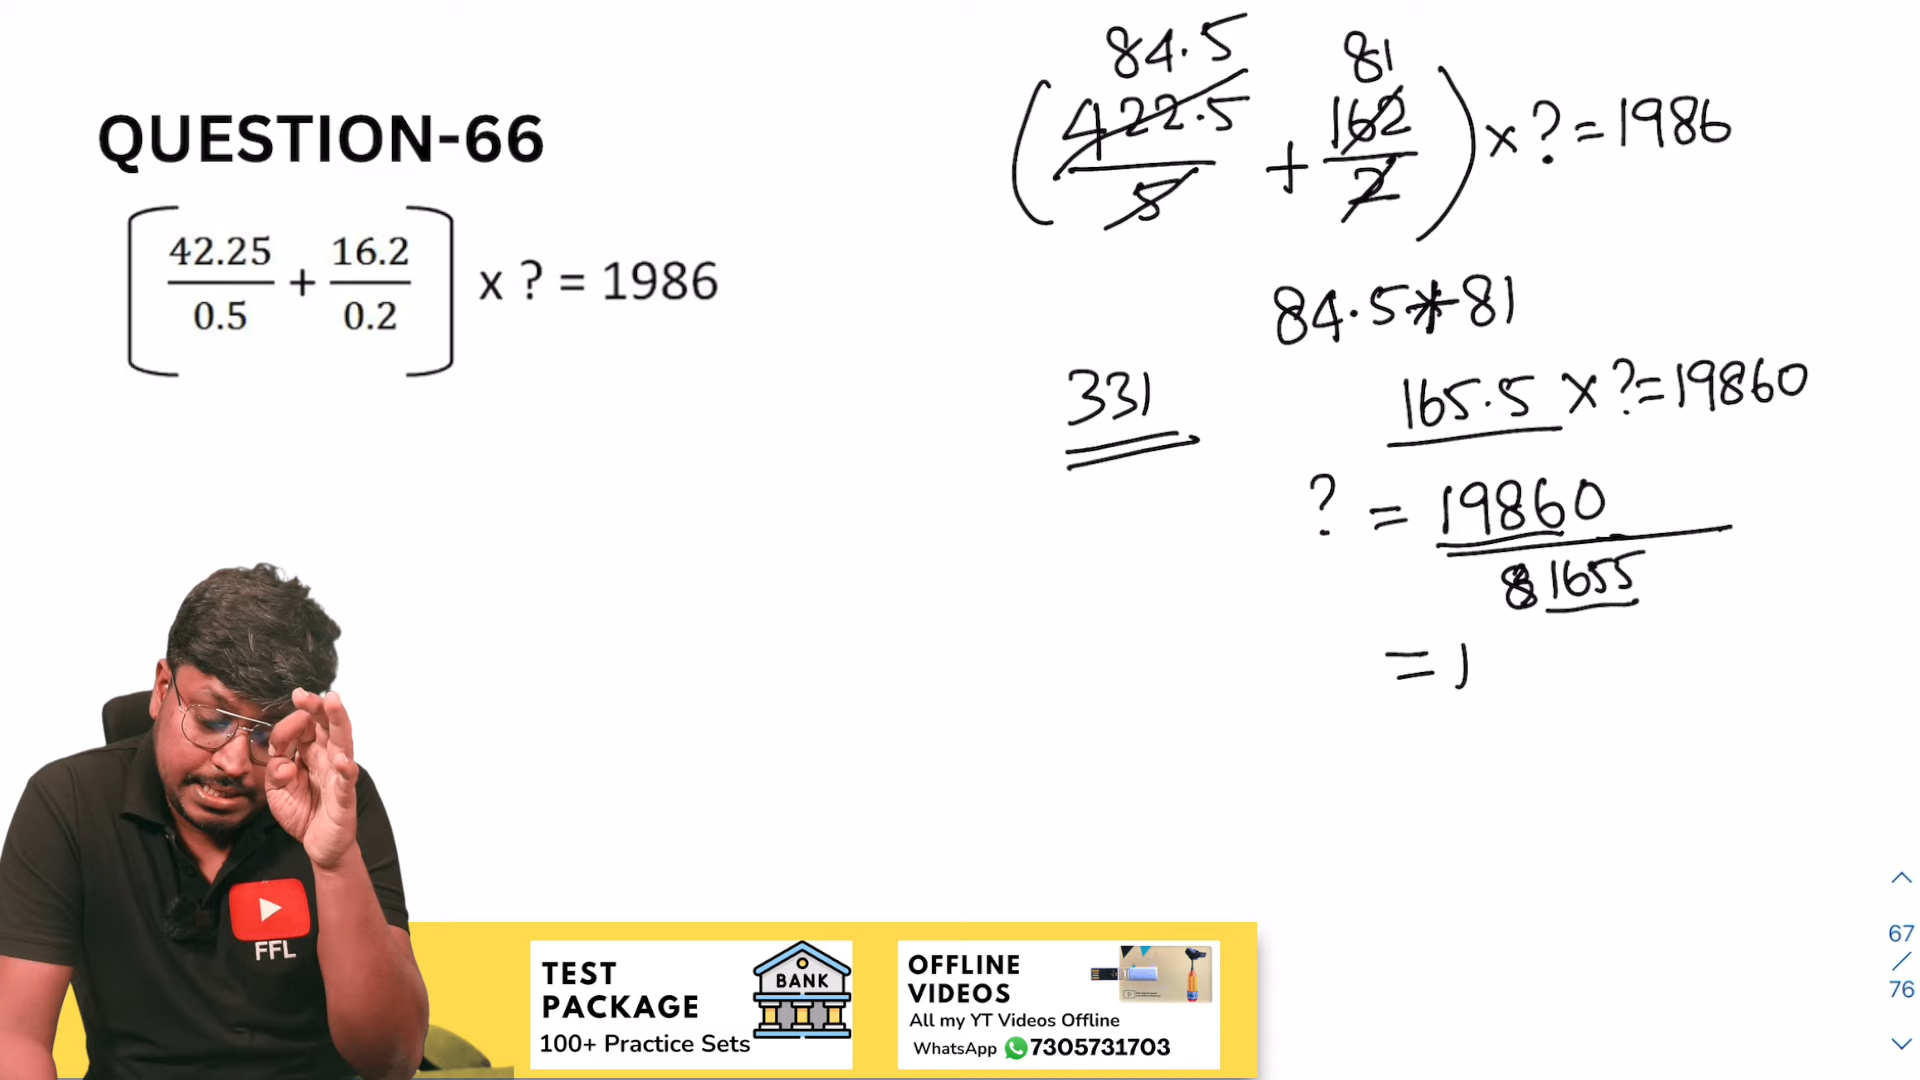 QUESTION-66
[ 42.25/0.5 + 16.2/0.2 ] x ? = 1986
84.5 81
( 422.5/5 + 162/2 ) x ? = 1986
84.5 * 81
331
165.5 x ? = 19860
? = 19860
1655
= 1
FFL
TEST
PACKAGE
100+ Practice Sets
BANK
OFFLINE
VIDEOS
All my YT Videos Offline
WhatsApp 7305731703
67
/
76